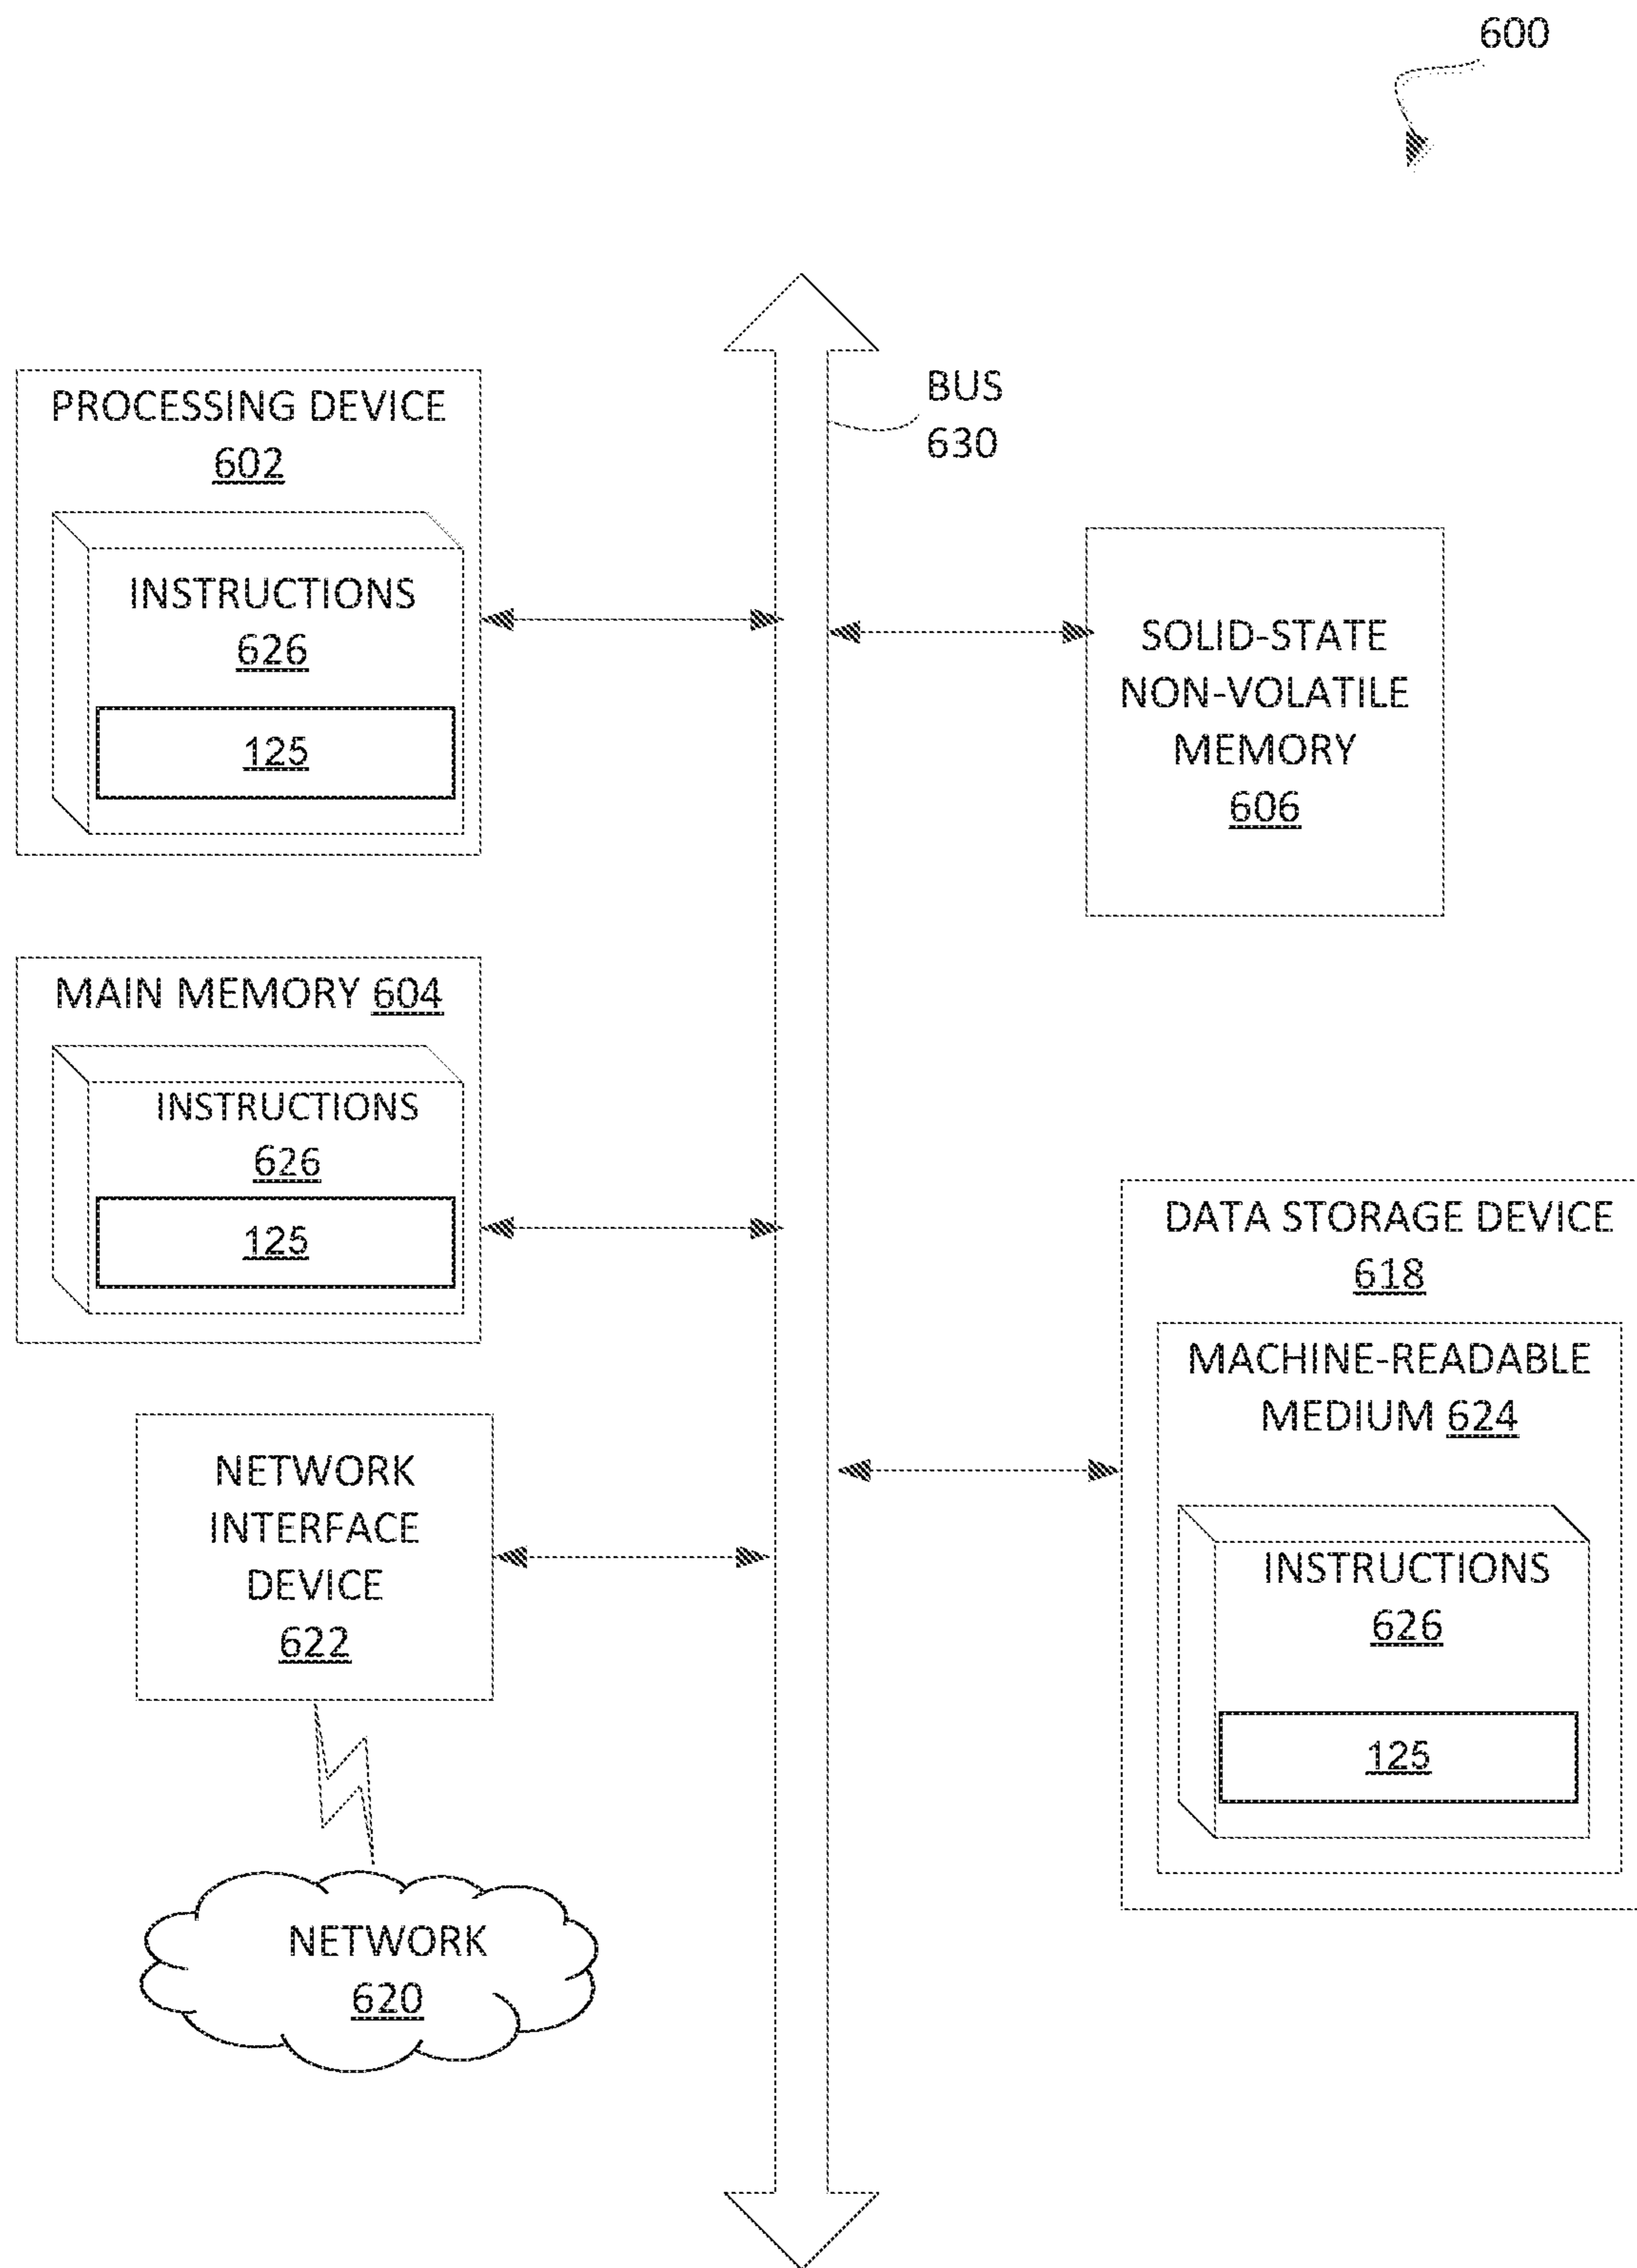 600
BUS
630
PROCESSING DEVICE
602
INSTRUCTIONS
626
125
SOLID-STATE
NON-VOLATILE
MEMORY
606
MAIN MEMORY 604
INSTRUCTIONS
626
125
DATA STORAGE DEVICE
618
MACHINE-READABLE
MEDIUM 624
INSTRUCTIONS
626
125
NETWORK
INTERFACE
DEVICE
622
NETWORK
620